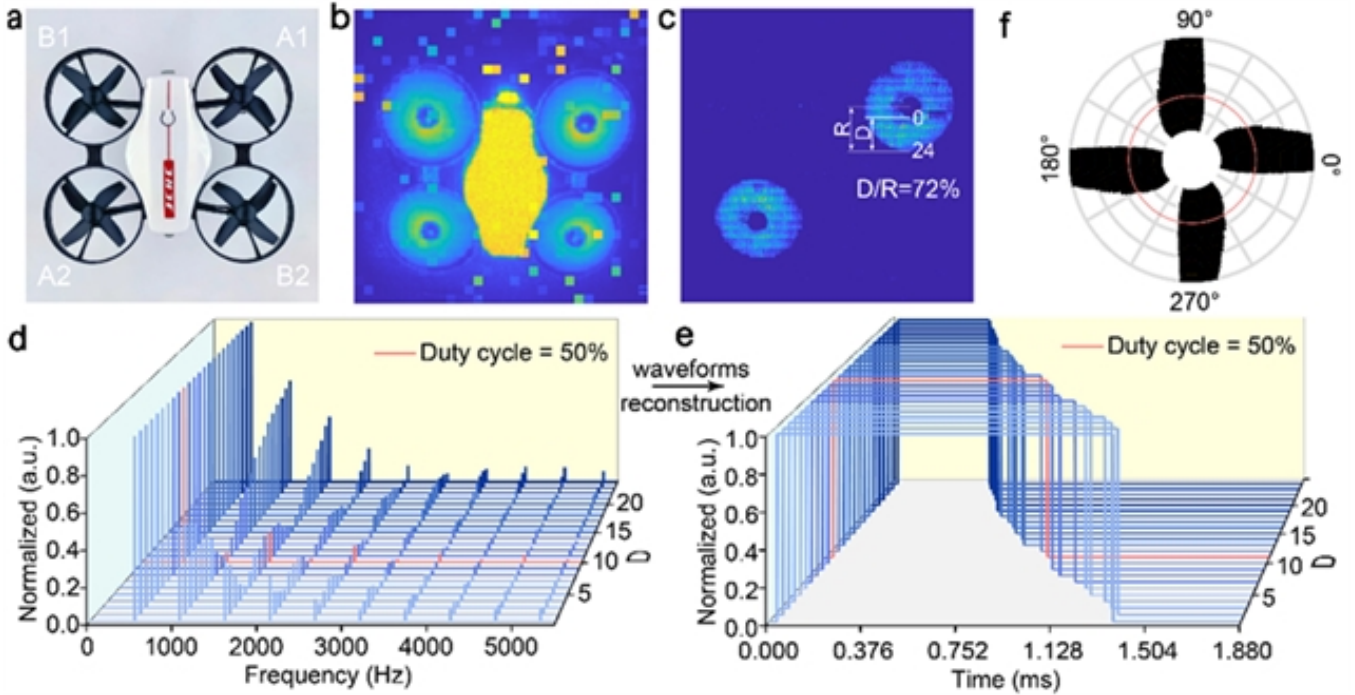 a
B1
A1
A2
B2
b
c
R
D
0
24
D/R=72%
f
90°
180°
0°
270°
d
Duty cycle = 50%
Normalized (a.u.)
1.0
0.8
0.6
0.4
0.2
0.0
0
1000
2000
3000
4000
5000
Frequency (Hz)
20
15
10
5
D
waveforms
reconstruction
e
Duty cycle = 50%
Normalized (a.u.)
1.0
0.8
0.6
0.4
0.2
0.0
0.000
0.376
0.752
1.128
1.504
1.880
Time (ms)
20
15
10
5
D